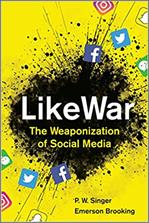 LikeWar
The Weaponization
of Social Media
P. W. Singer
Emerson Brooking